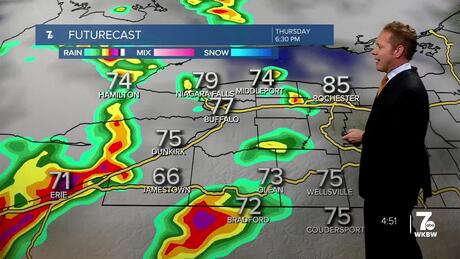 7 FUTURECAST
THURSDAY
6:30 PM
RAIN MIX SNOW
74
HAMILTON
79
NIAGARA FALLS
74
MIDDLEPORT
85
ROCHESTER
77
BUFFALO
75
DUNKIRK
71
ERIE
66
JAMESTOWN
73
OLEAN
75
WELLSVILLE
72
BRADFORD
75
COUDERSPORT
4:51
7
WKBW